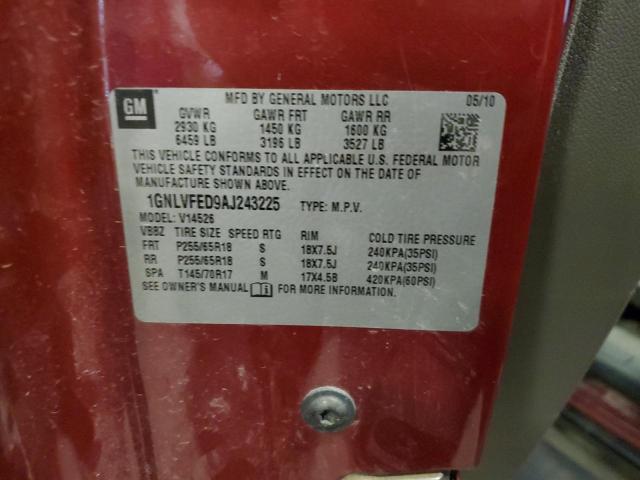 GM
MFD BY GENERAL MOTORS LLC 05/10
GVWR GAWR FRT GAWR RR
2930 KG 1450 KG 1600 KG
6459 LB 3196 LB 3527 LB
THIS VEHICLE CONFORMS TO ALL APPLICABLE U.S. FEDERAL MOTOR
VEHICLE SAFETY STANDARDS IN EFFECT ON THE DATE OF
MANUFACTURE SHOWN ABOVE.
1GNLVFED9AJ243225 TYPE: M.P.V.
MODEL: V14526
VBBZ TIRE SIZE SPEED RTG RIM COLD TIRE PRESSURE
FRT P255/65R18 S 18X7.5J 240KPA(35PSI)
RR P255/65R18 S 18X7.5J 240KPA(35PSI)
SPA T145/70R17 M 17X4.5B 420KPA(60PSI)
SEE OWNER'S MANUAL FOR MORE INFORMATION.